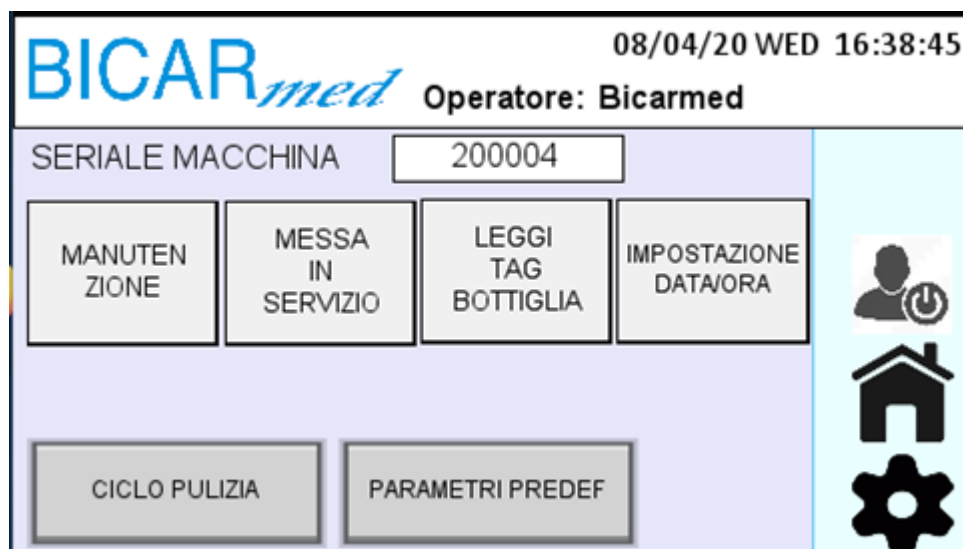 BICARmed
08/04/20 WED 16:38:45
Operatore: Bicarmed
SERIALE MACCHINA 200004
MANUTEN
ZIONE
MESSA
IN
SERVIZIO
LEGGI
TAG
BOTTIGLIA
IMPOSTAZIONE
DATA/ORA
CICLO PULIZIA
PARAMETRI PREDEF